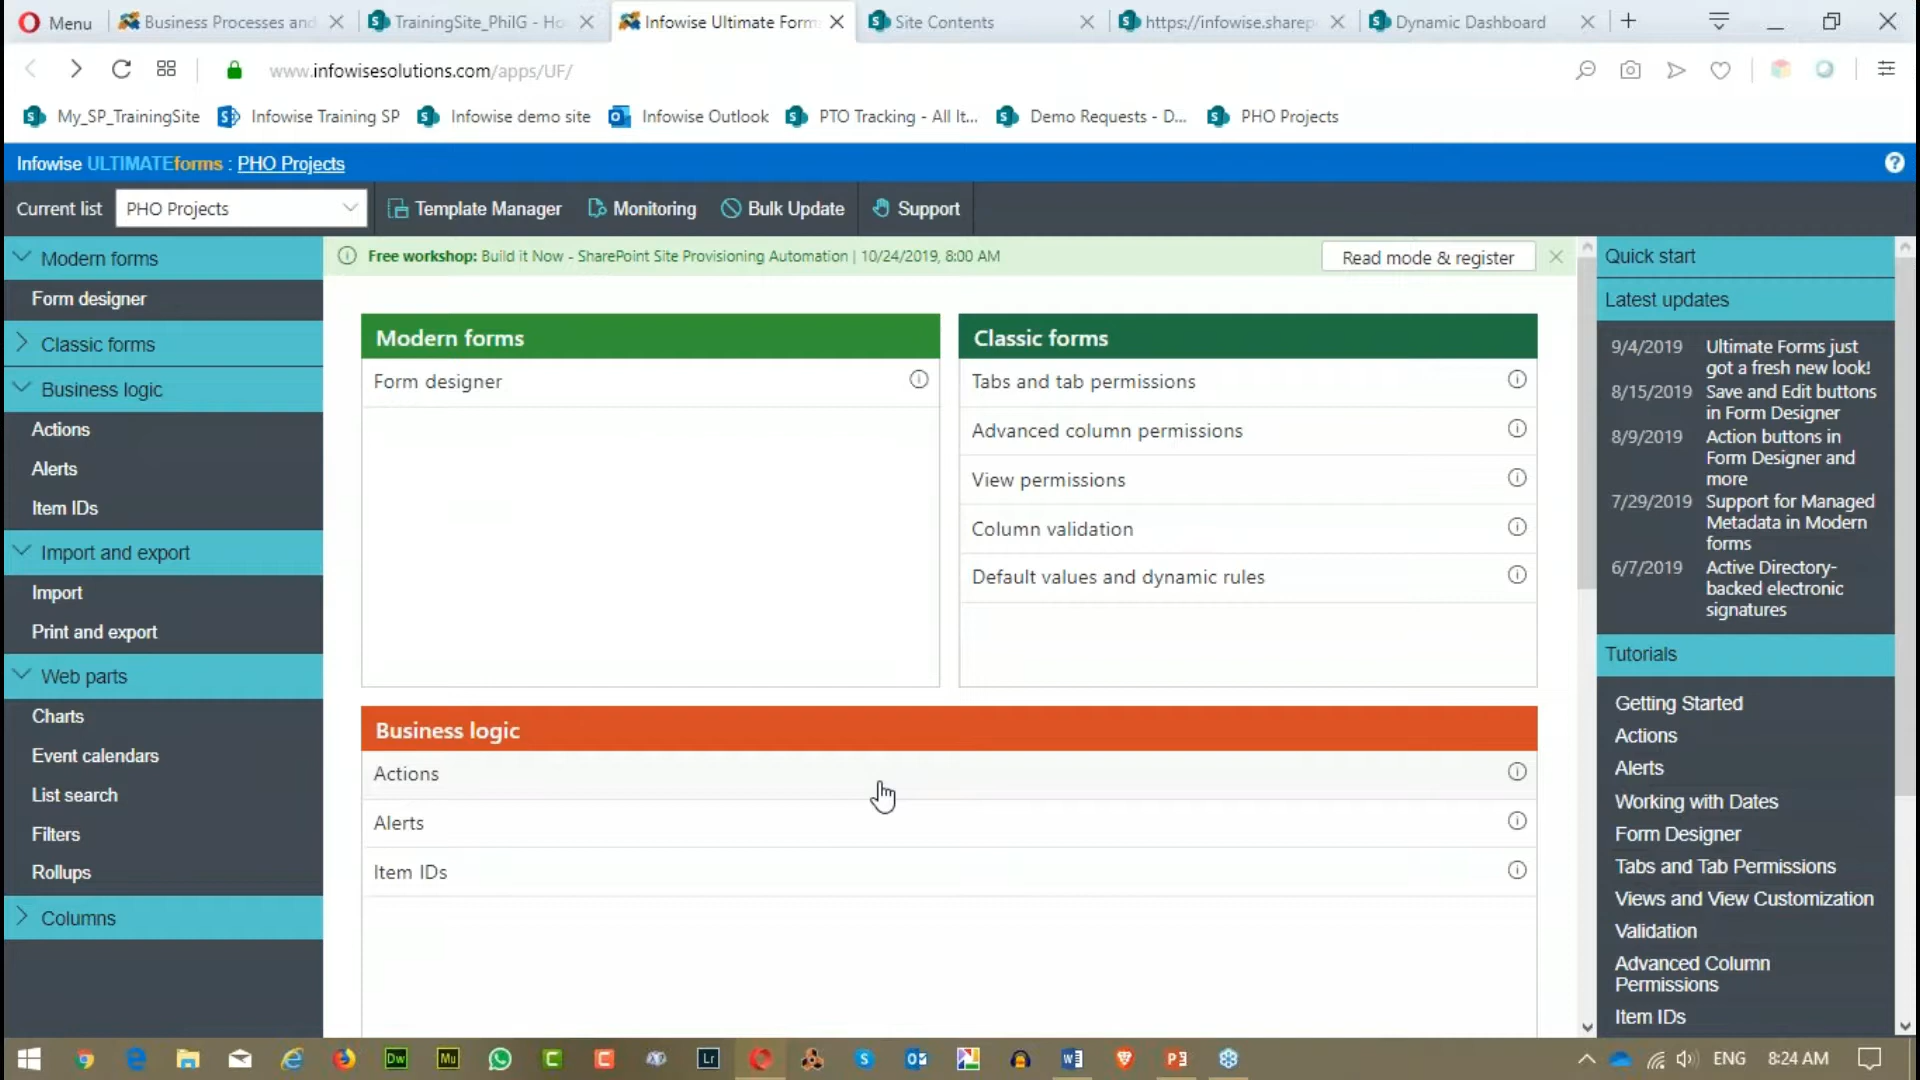 Menu
Business Processes and
TrainingSite_PhilG - Ho
Infowise Ultimate Form
Site Contents
https://infowise.sharep
Dynamic Dashboard
www.infowisesolutions.com/apps/UF/
My_SP_TrainingSite
Infowise Training SP
Infowise demo site
Infowise Outlook
PTO Tracking - All It...
Demo Requests - D...
PHO Projects
Infowise ULTIMATEforms : PHO Projects
Current list
PHO Projects
Template Manager
Monitoring
Bulk Update
Support
Modern forms
Form designer
Classic forms
Business logic
Actions
Alerts
Item IDs
Import and export
Import
Print and export
Web parts
Charts
Event calendars
List search
Filters
Rollups
Columns
Free workshop: Build it Now - SharePoint Site Provisioning Automation | 10/24/2019, 8:00 AM
Read mode & register
Modern forms
Form designer
Classic forms
Tabs and tab permissions
Advanced column permissions
View permissions
Column validation
Default values and dynamic rules
Business logic
Actions
Alerts
Item IDs
Quick start
Latest updates
9/4/2019 Ultimate Forms just
got a fresh new look!
8/15/2019 Save and Edit buttons
in Form Designer
8/9/2019 Action buttons in
Form Designer and
more
7/29/2019 Support for Managed
Metadata in Modern
forms
6/7/2019 Active Directory-
backed electronic
signatures
Tutorials
Getting Started
Actions
Alerts
Working with Dates
Form Designer
Tabs and Tab Permissions
Views and View Customization
Validation
Advanced Column
Permissions
Item IDs
Dw
Mu
Lr
ENG
8:24 AM